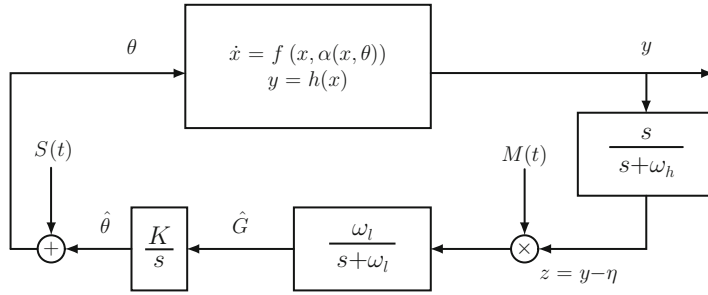 θ
ẋ = f (x, α(x, θ))
y = h(x)
y
s
s+ω_h
S(t)
M(t)
θ̂
Ĝ
+
K
s
ω_l
s+ω_l
×
z = y−η